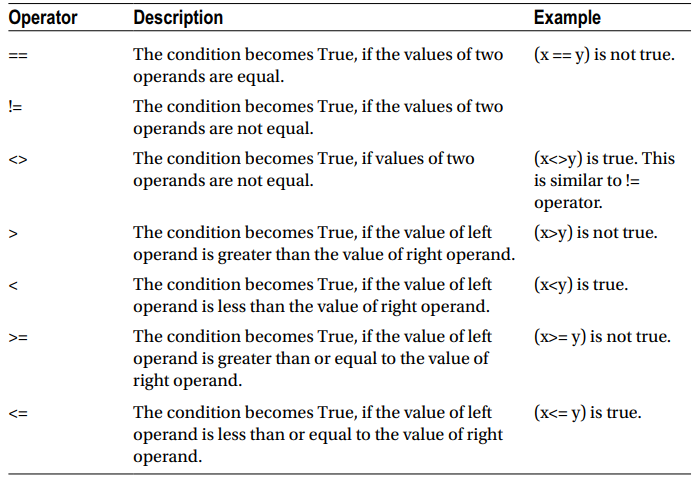 Operator Description Example
== The condition becomes True, if the values of two (x == y) is not true.
operands are equal.
!= The condition becomes True, if the values of two
operands are not equal.
<> The condition becomes True, if values of two (x<>y) is true. This
operands are not equal. is similar to !=
operator.
> The condition becomes True, if the value of left (x>y) is not true.
operand is greater than the value of right operand.
< The condition becomes True, if the value of left (x<y) is true.
operand is less than the value of right operand.
>= The condition becomes True, if the value of left (x>= y) is not true.
operand is greater than or equal to the value of
right operand.
<= The condition becomes True, if the value of left (x<= y) is true.
operand is less than or equal to the value of right
operand.